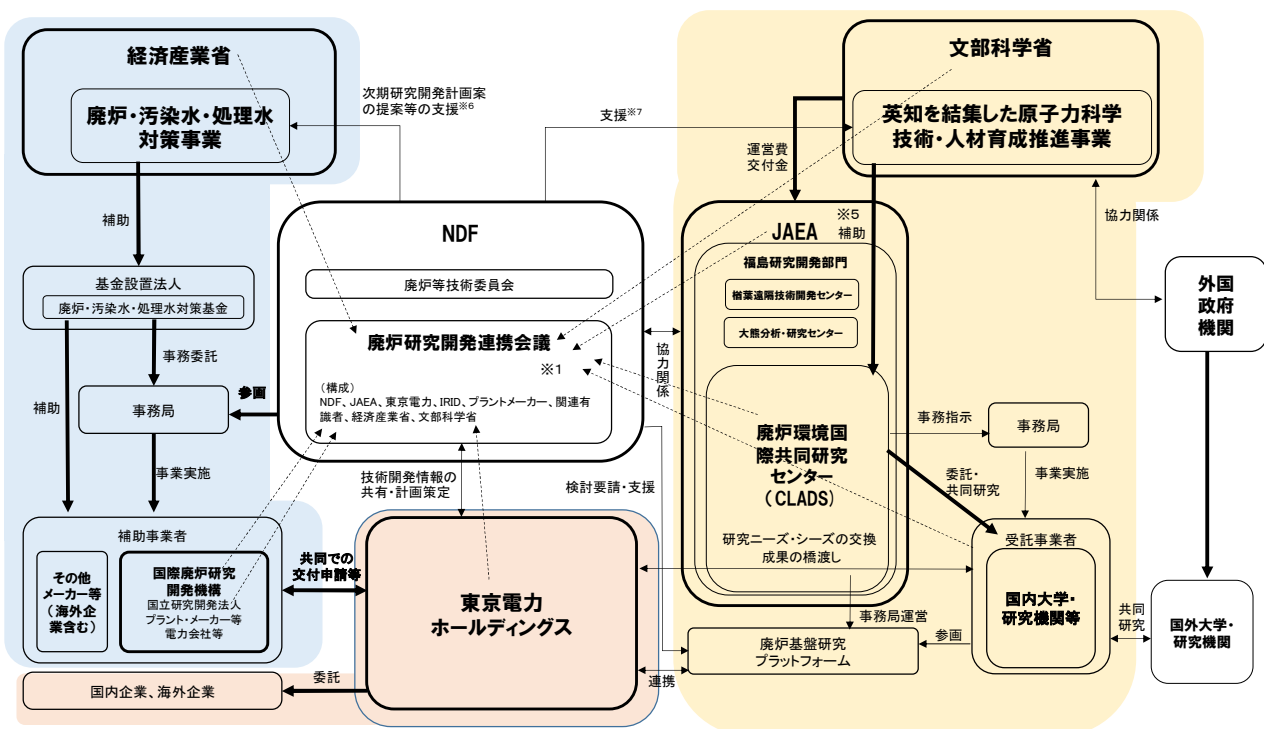 経済産業省
廃炉・汚染水・処理水
対策事業
次期研究開発計画案
の提案等の支援※6
支援※7
文部科学省
英知を結集した原子力科学
技術・人材育成推進事業
運営費
交付金
補助
協力関係
NDF
廃炉等技術委員会
廃炉研究開発連携会議
※1
（構成）
NDF、JAEA、東京電力、IRID、プラントメーカー、関連有
識者、経済産業省、文部科学省
協力関係
JAEA
※5
補助
福島研究開発部門
楢葉遠隔技術開発センター
大熊分析・研究センター
廃炉環境国
際共同研究
センター
（CLADS）
研究ニーズ・シーズの交換
成果の橋渡し
外国
政府
機関
基金設置法人
廃炉・汚染水・処理水対策基金
事務委託
補助
参画
事務局
事業実施
事務指示
事務局
委託・
共同研究
事業実施
技術開発情報の
共有・計画策定
検討要請・支援
補助事業者
その他
メーカー等
（海外企
業含む）
国際廃炉研究
開発機構
国立研究開発法人
プラント・メーカー等
電力会社等
共同での
交付申請等
東京電力
ホールディングス
受託事業者
国内大学・
研究機関等
共同
研究
国外大学・
研究機関
事務局運営
廃炉基盤研究
プラットフォーム
参画
連携
委託
国内企業、海外企業